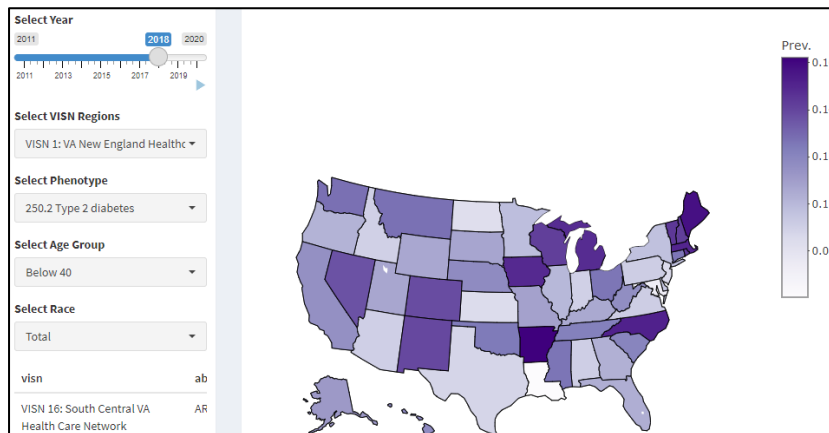 Select Year
2011 2018 2020
2011 2013 2015 2017 2019
Select VISN Regions
VISN 1: VA New England Healthc
Select Phenotype
250.2 Type 2 diabetes
Select Age Group
Below 40
Select Race
Total
visn ab
VISN 16: South Central VA AR
Health Care Network
Prev.
0.1
0.1
0.1
0.0